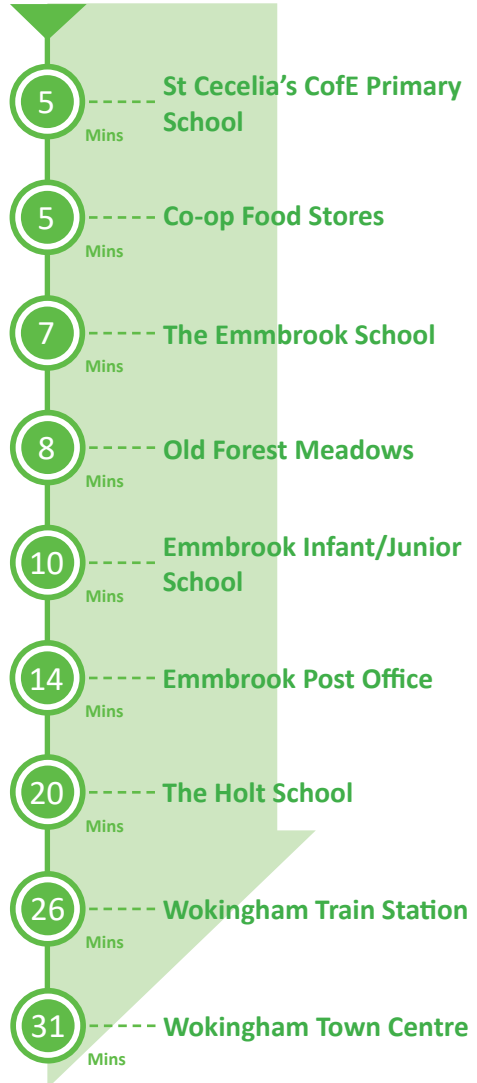 5
Mins
St Cecelia's CofE Primary
School
5
Mins
Co-op Food Stores
7
Mins
The Emmbrook School
8
Mins
Old Forest Meadows
10
Mins
Emmbrook Infant/Junior
School
14
Mins
Emmbrook Post Office
20
Mins
The Holt School
26
Mins
Wokingham Train Station
31
Mins
Wokingham Town Centre